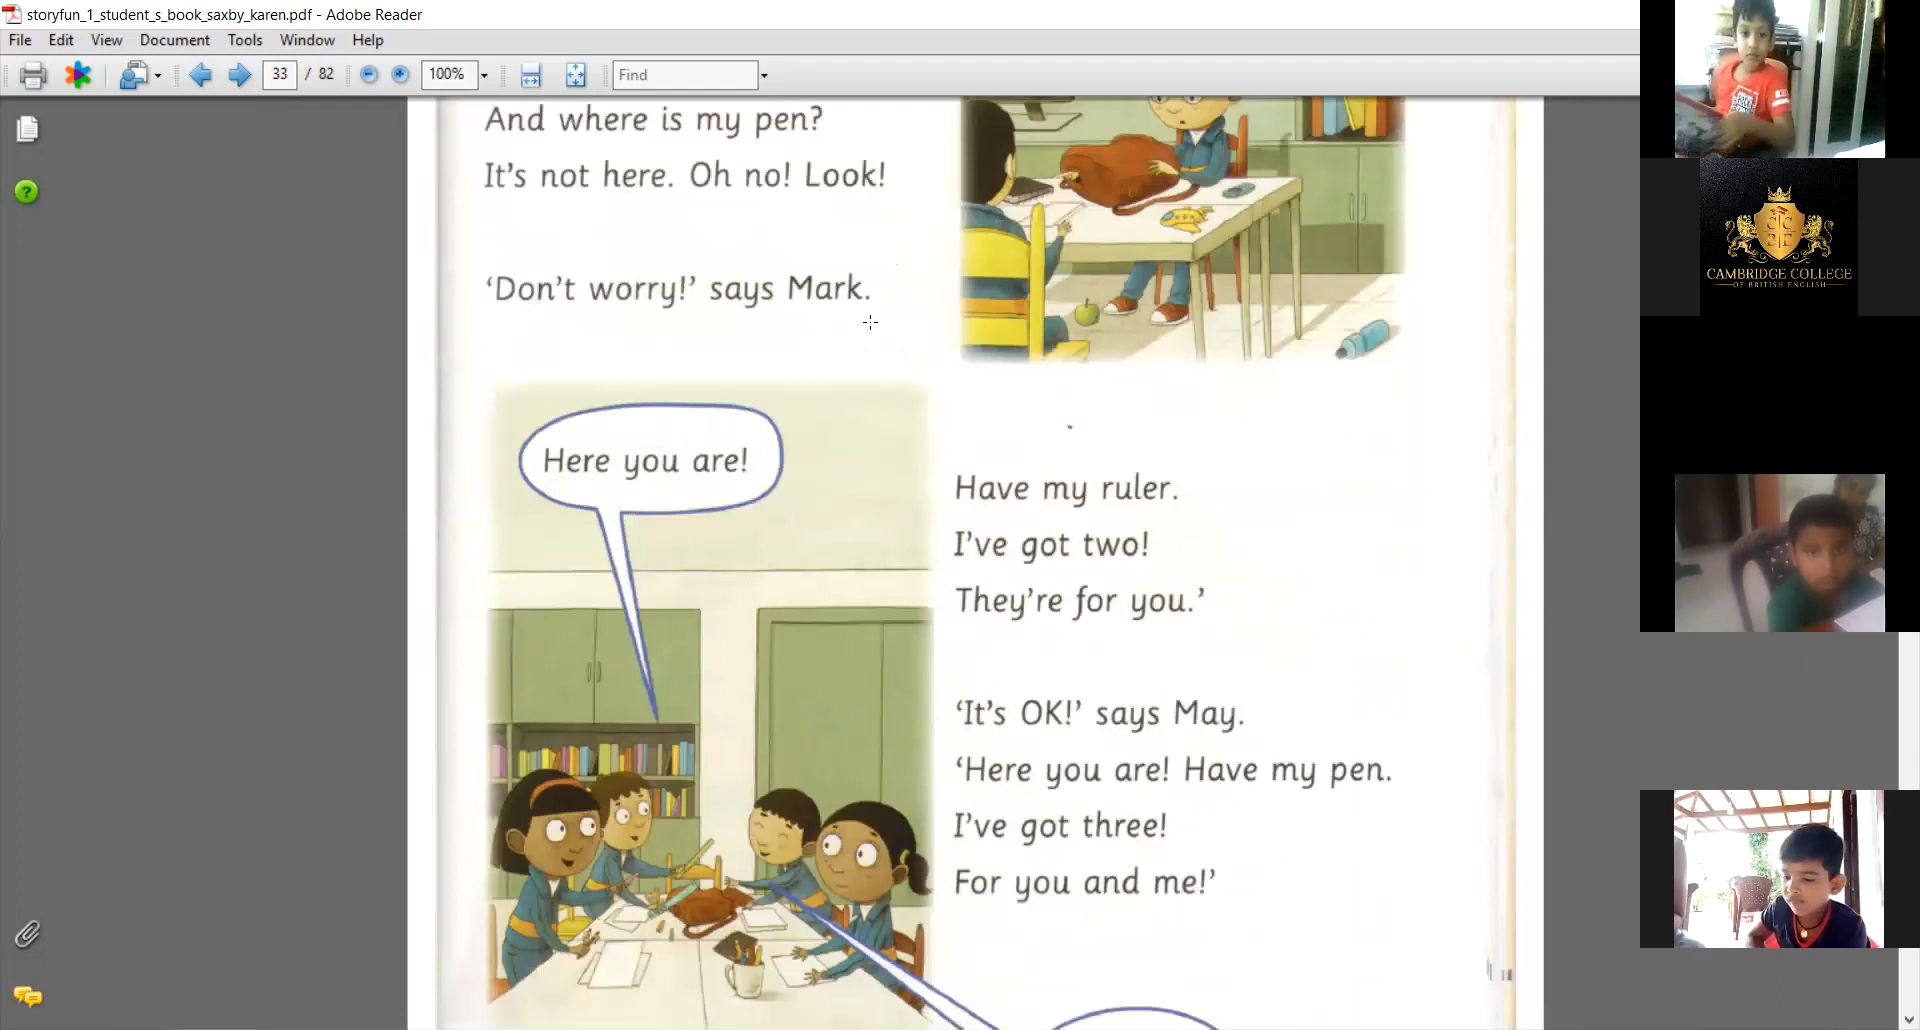 storyfun_1_student_s_book_saxby_karen.pdf - Adobe Reader
File Edit View Document Tools Window Help
33 / 82 100% Find
And where is my pen?
It's not here. Oh no! Look!
'Don't worry!' says Mark.
Here you are!
Have my ruler.
I've got two!
They're for you.'
'It's OK!' says May.
'Here you are! Have my pen.
I've got three!
For you and me!'
CAMBRIDGE COLLEGE
OF BRITISH ENGLISH